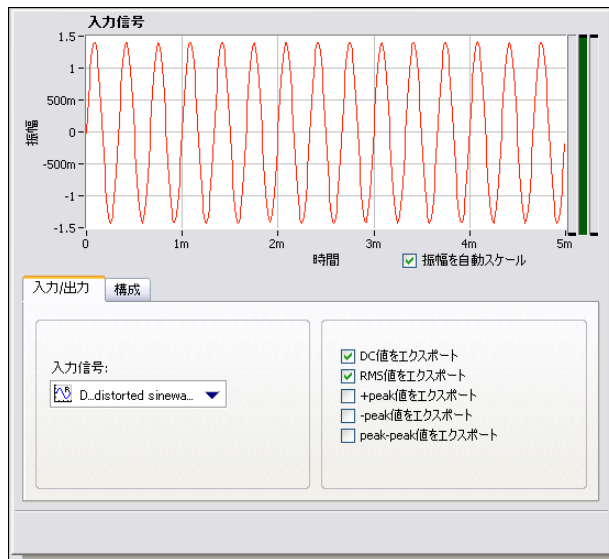 入力信号
1.5
1
500m
0
-500m
-1
-1.5
振幅
0
1m
2m
3m
4m
5m
時間
振幅を自動スケール
入力/出力
構成
入力信号:
D...distorted sinewa...
DC値をエクスポート
RMS値をエクスポート
+peak値をエクスポート
-peak値をエクスポート
peak-peak値をエクスポート